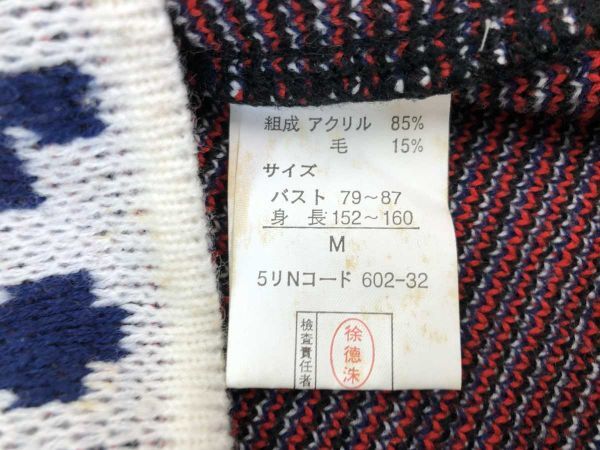 組成 アクリル 85%
毛 15%
サイズ
バスト 79～87
身長 152～160
M
5リNコード 602-32
検査責任者
徐德洙